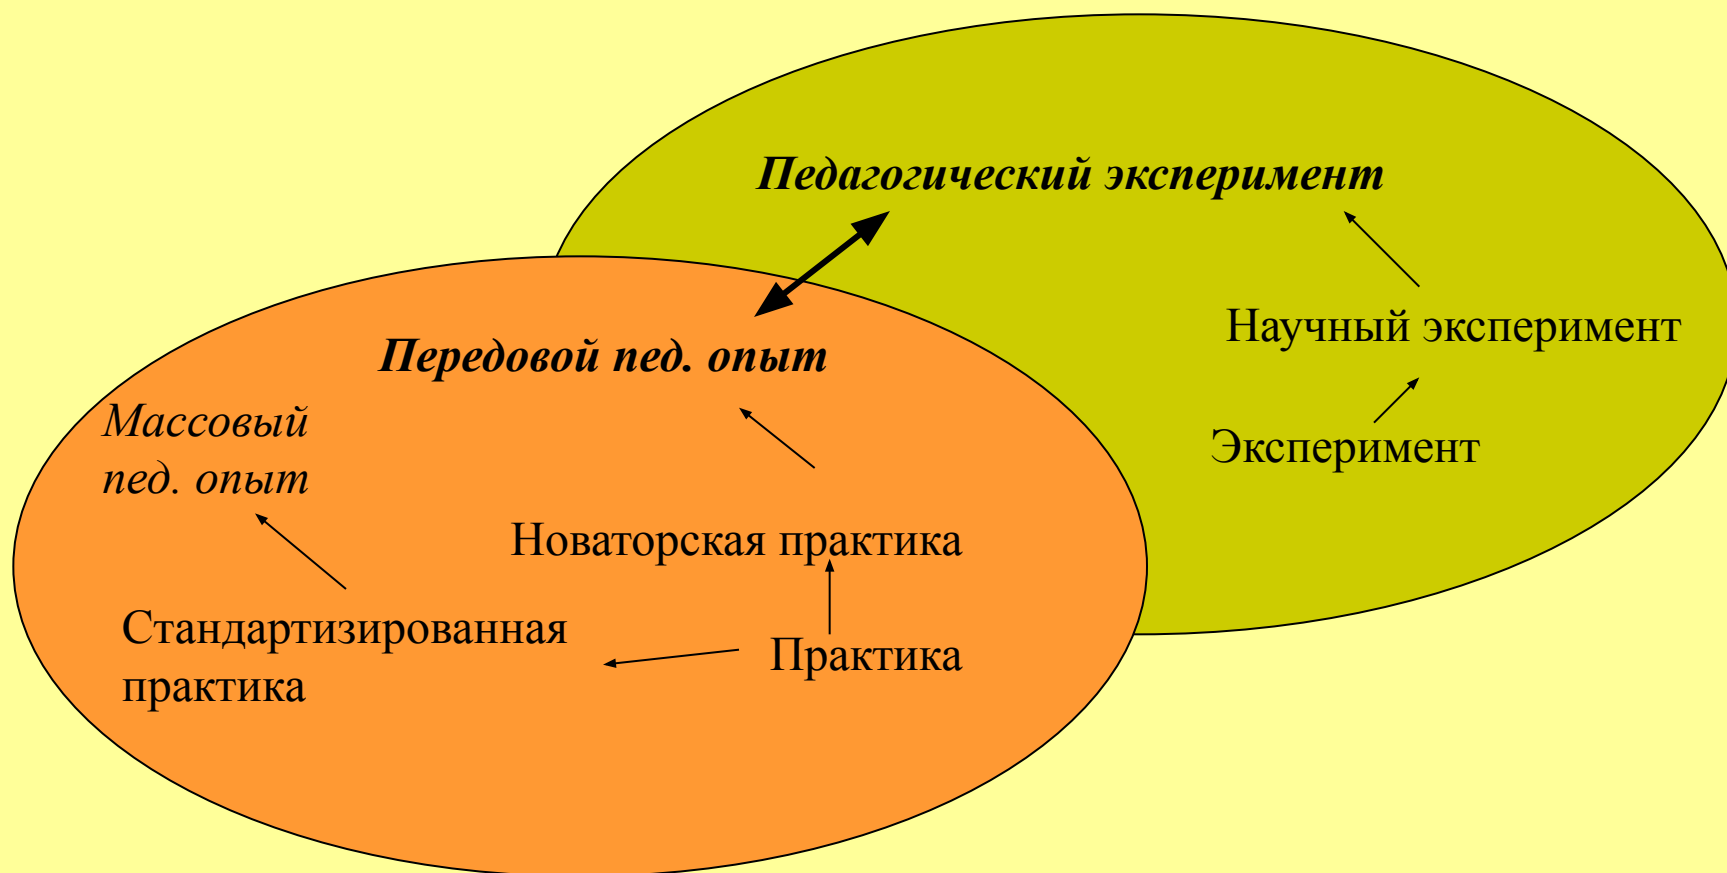 Педагогический эксперимент
Научный эксперимент
Эксперимент
Передовой пед. опыт
Массовый
пед. опыт
Новаторская практика
Стандартизированная
практика
Практика